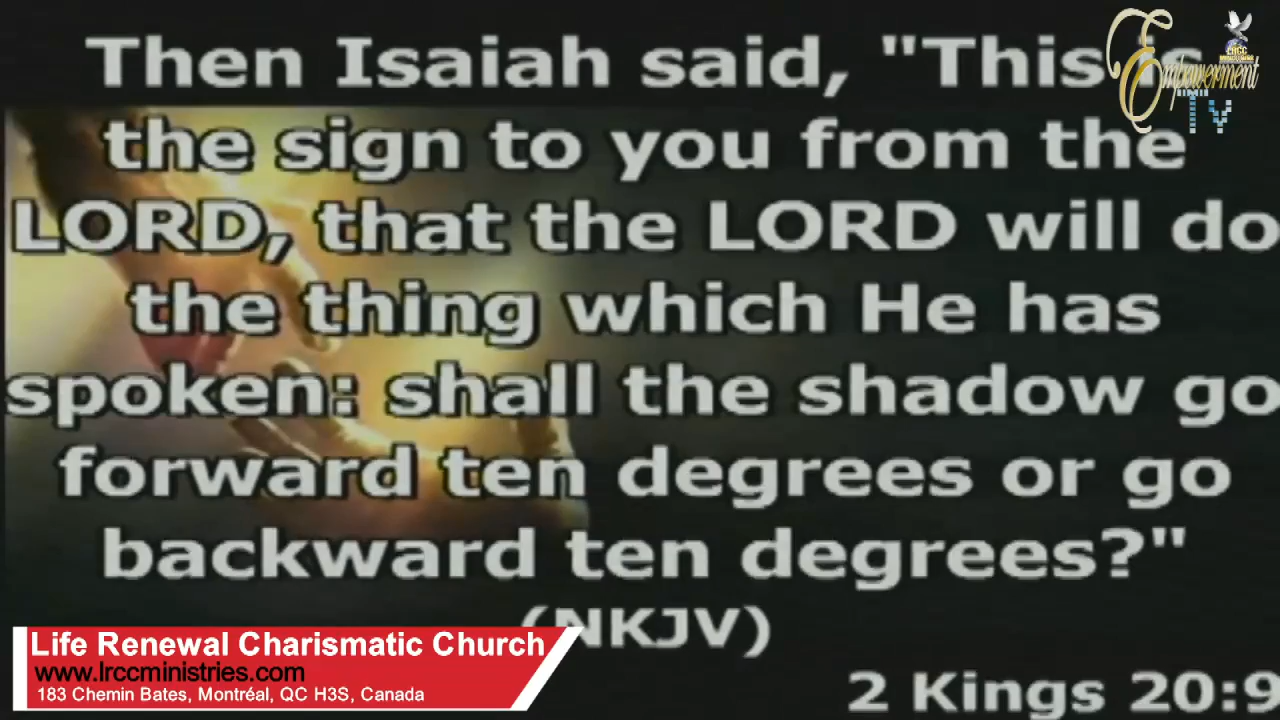 Then Isaiah said, "This is
the sign to you from the
LORD, that the LORD will do
the thing which He has
spoken: shall the shadow go
forward ten degrees or go
backward ten degrees?"
(NKJV)
2 Kings 20:9
Empowerment
TV
Life Renewal Charismatic Church
www.lrccministries.com
183 Chemin Bates, Montréal, QC H3S, Canada